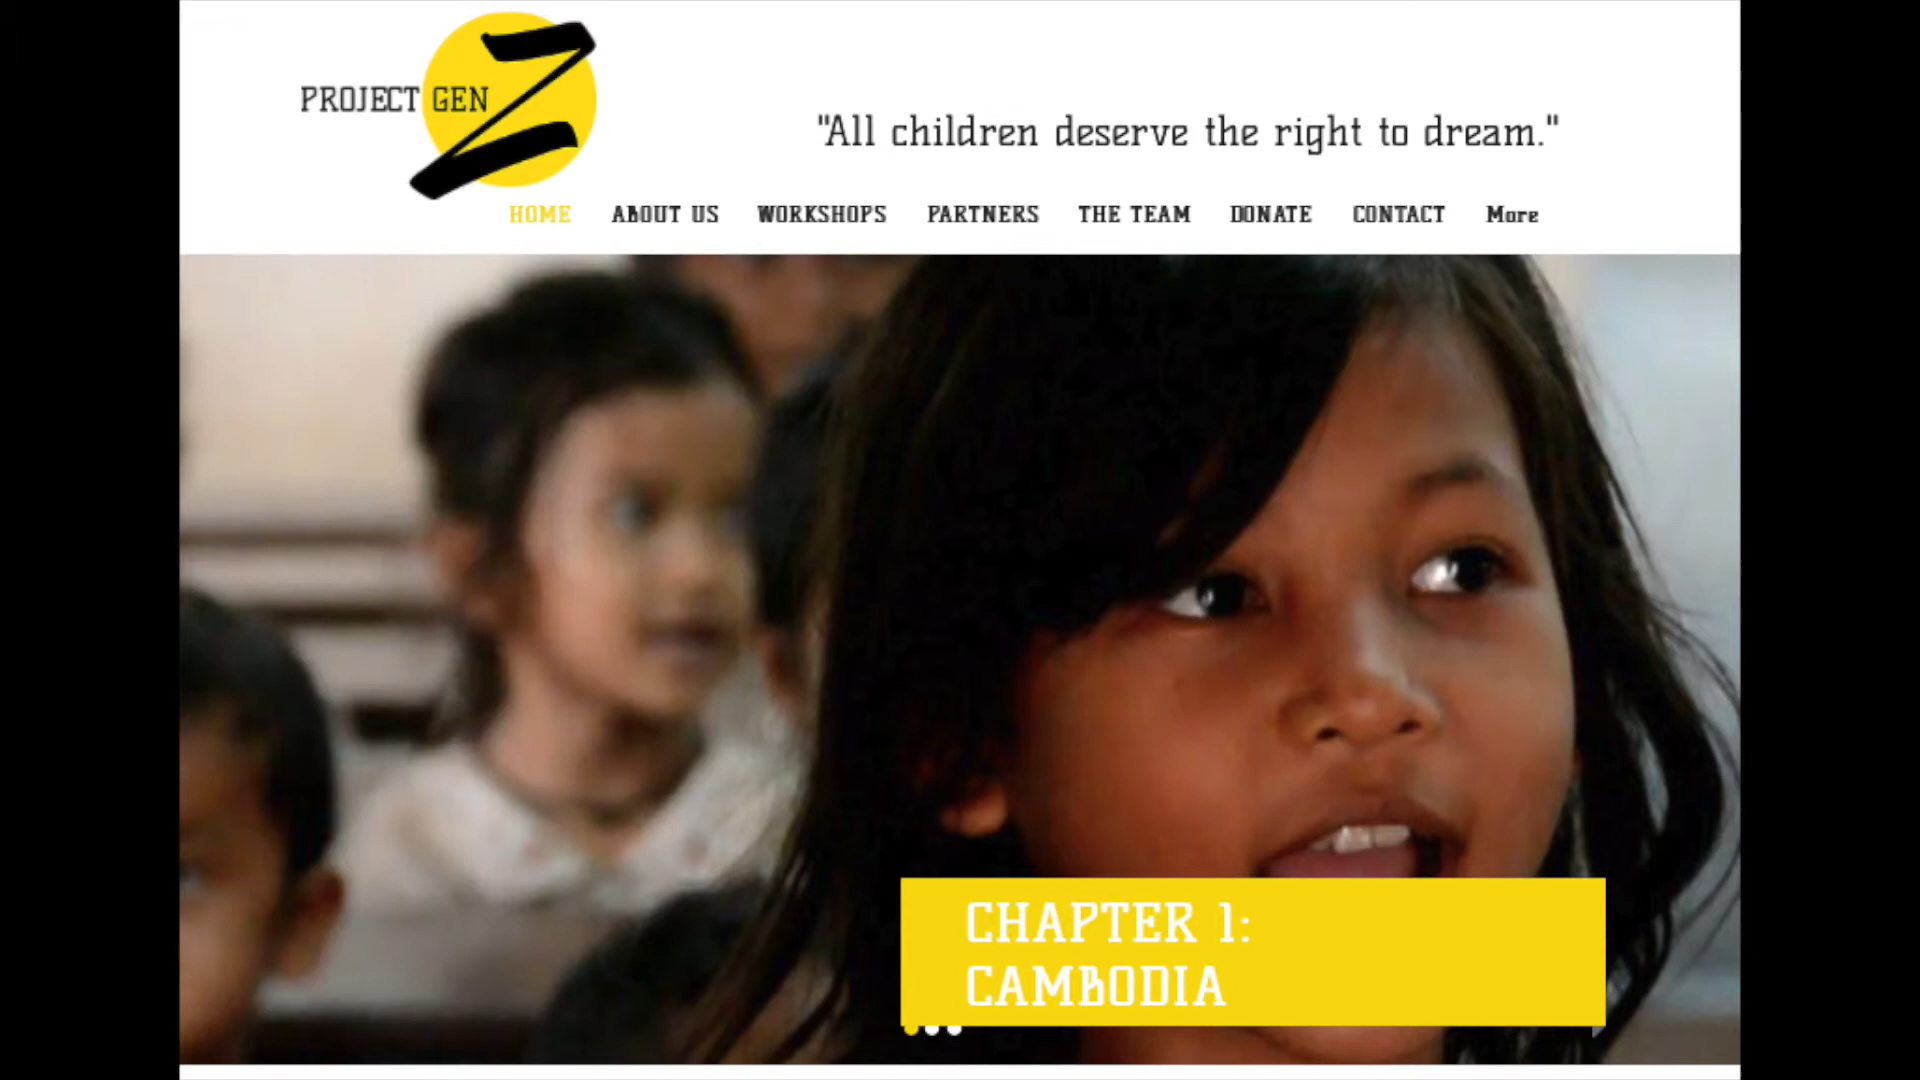 PROJECT GEN Z
"All children deserve the right to dream."
HOME ABOUT US WORKSHOPS PARTNERS THE TEAM DONATE CONTACT More
CHAPTER 1:
CAMBODIA